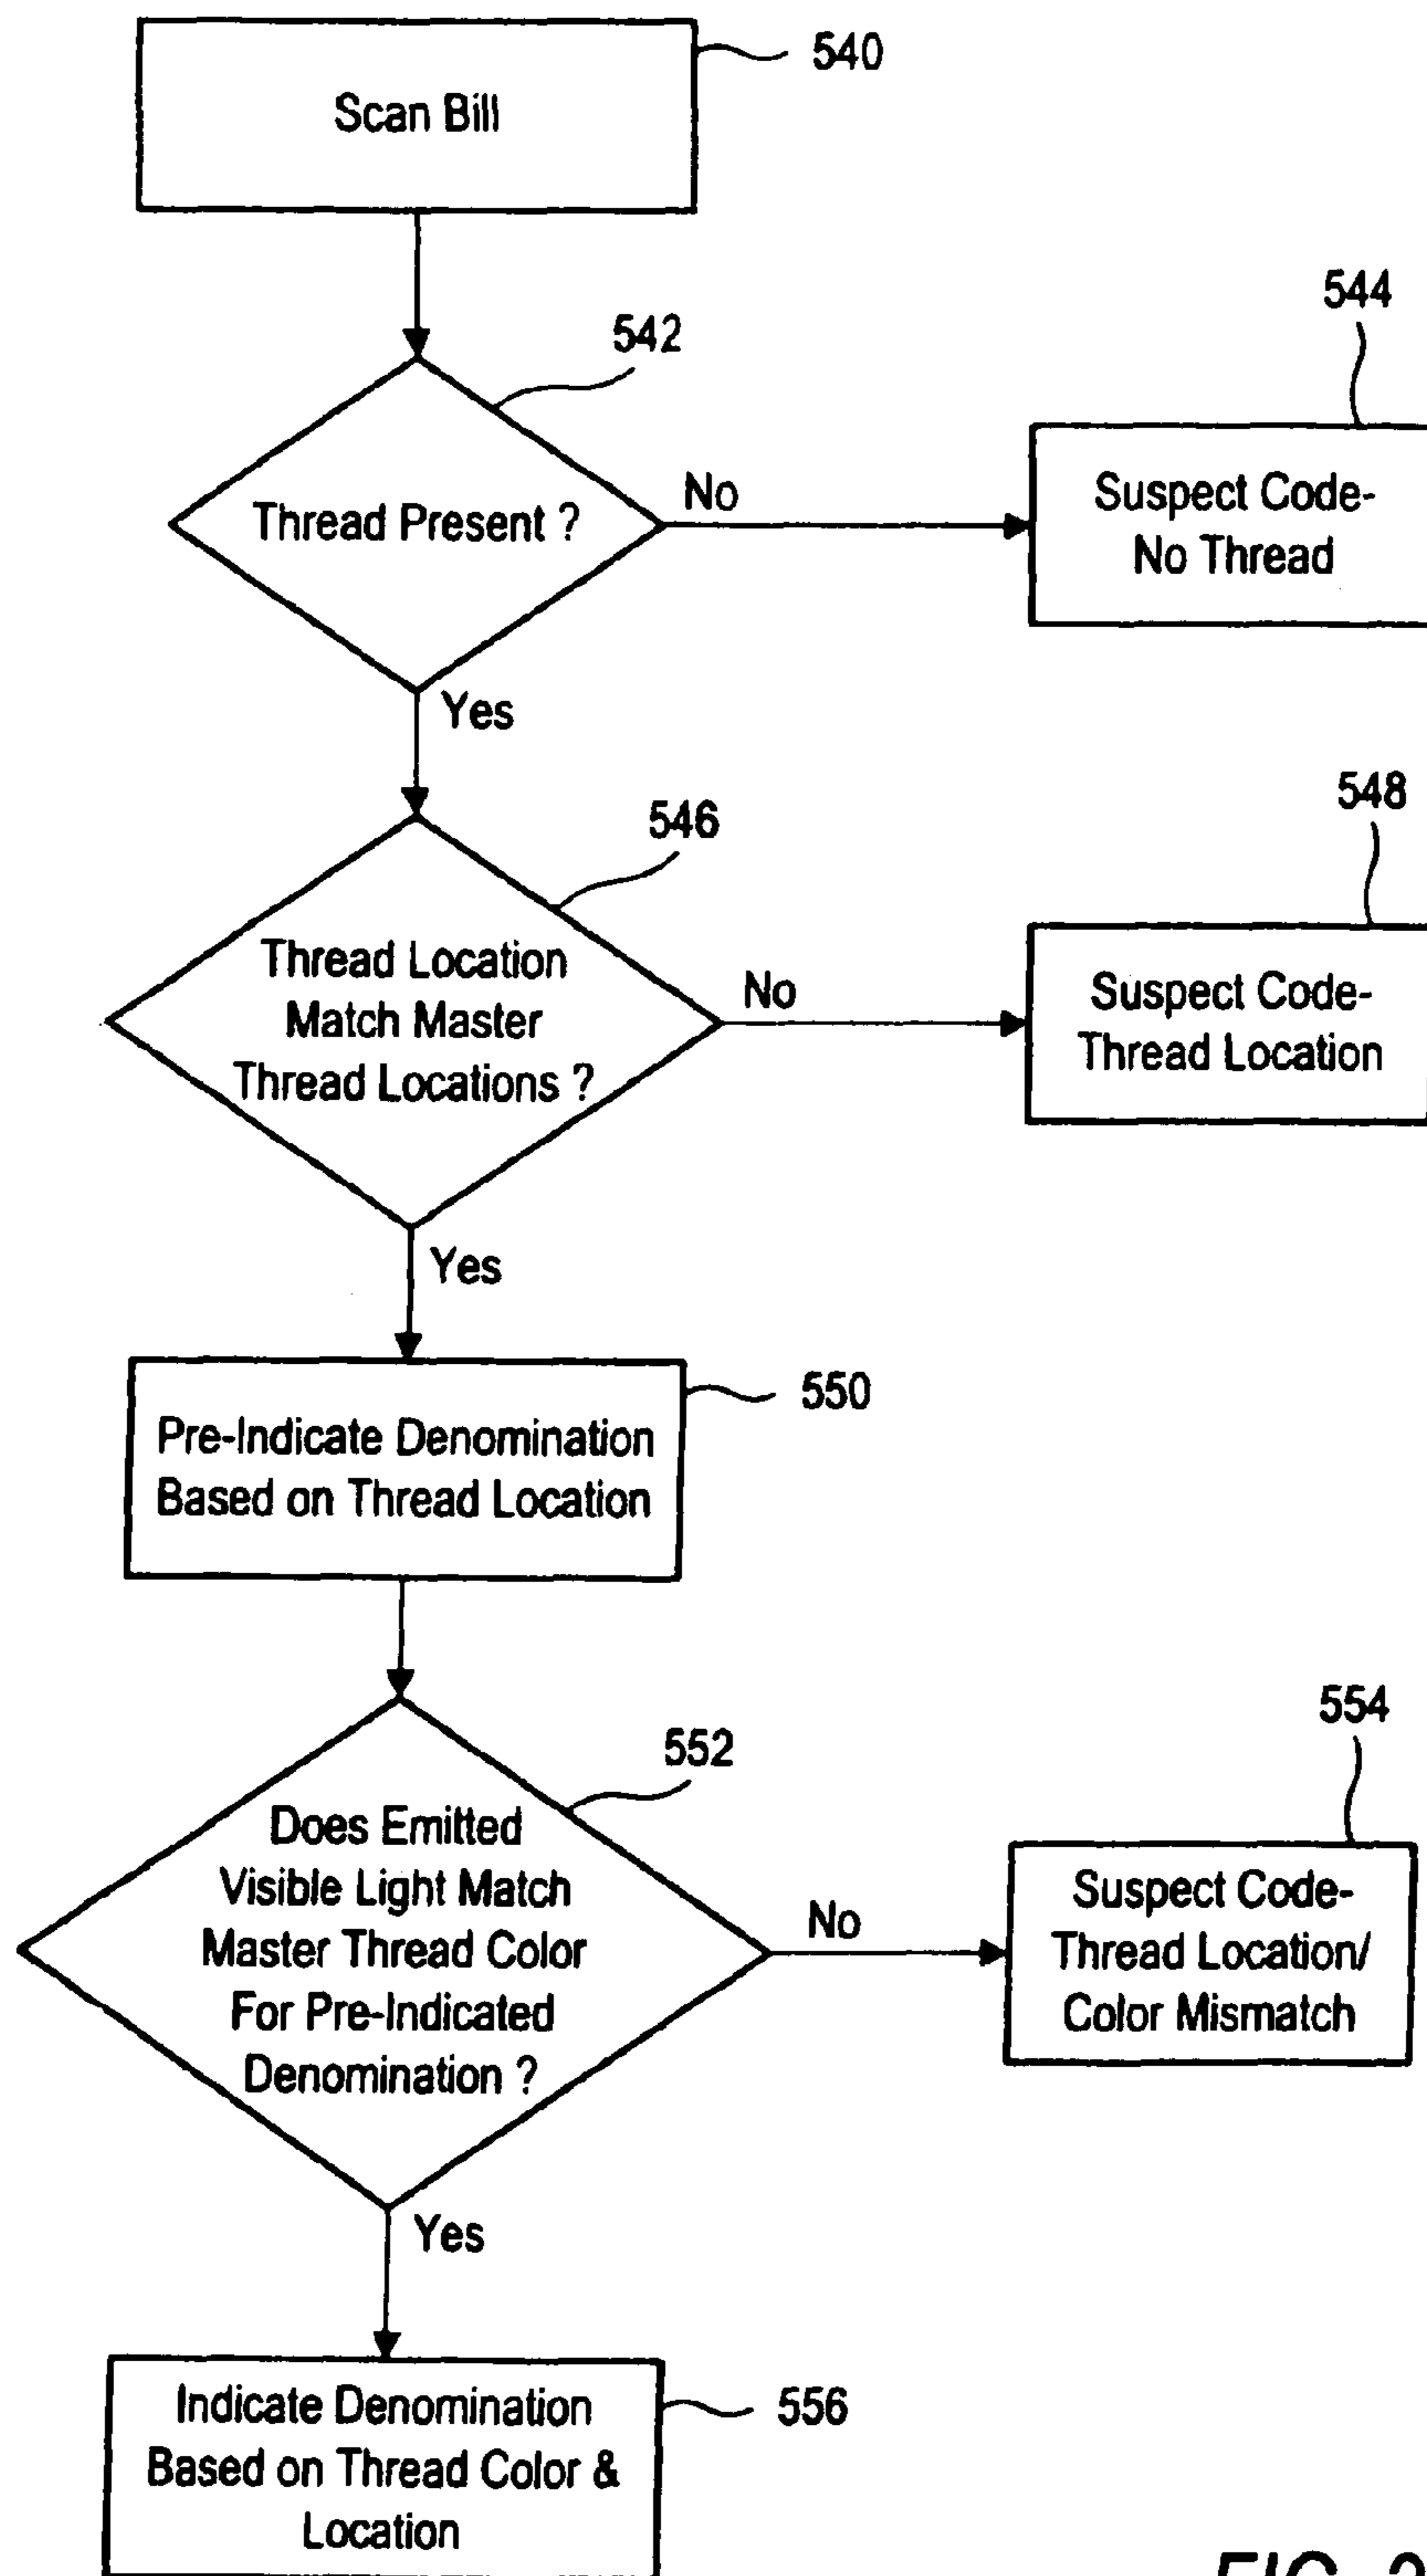 Scan Bill
540
542
544
Thread Present ?
No
Suspect Code-
No Thread
Yes
546
548
Thread Location
Match Master
Thread Locations ?
No
Suspect Code-
Thread Location
Yes
550
Pre-Indicate Denomination
Based on Thread Location
552
554
Does Emitted
Visible Light Match
Master Thread Color
For Pre-Indicated
Denomination ?
No
Suspect Code-
Thread Location/
Color Mismatch
Yes
556
Indicate Denomination
Based on Thread Color &
Location
FIG.